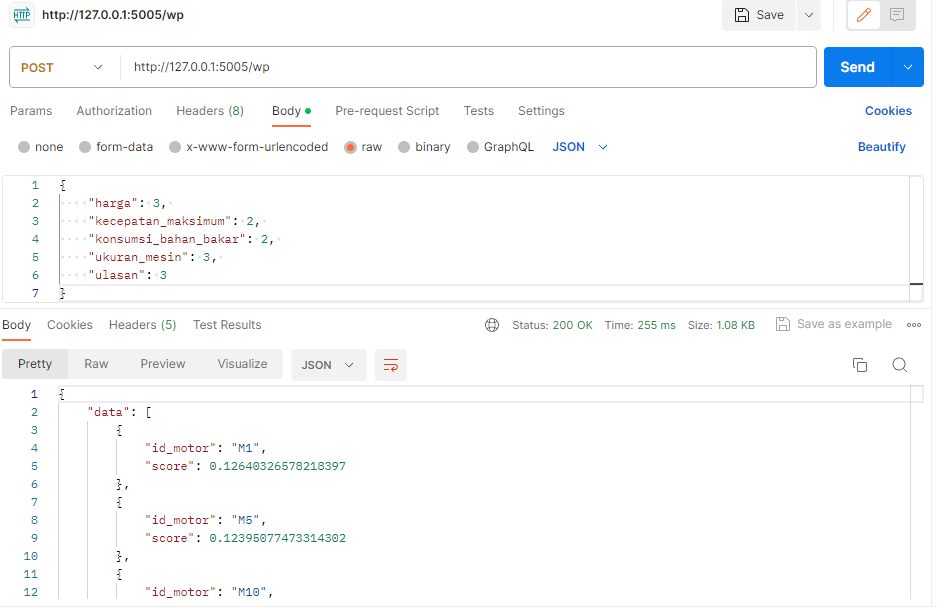 HTTP http://127.0.0.1:5005/wp Save
POST http://127.0.0.1:5005/wp Send
Params Authorization Headers (8) Body Pre-request Script Tests Settings Cookies
none form-data x-www-form-urlencoded raw binary GraphQL JSON Beautify
1 {
2 "harga": 3,
3 "kecepatan_maksimum": 2,
4 "konsumsi_bahan_bakar": 2,
5 "ukuran_mesin": 3,
6 "ulasan": 3
7 }
Body Cookies Headers (5) Test Results Status: 200 OK Time: 255 ms Size: 1.08 KB Save as example
Pretty Raw Preview Visualize JSON
1 {
2 "data": [
3 {
4 "id_motor": "M1",
5 "score": 0.12640326578218397
6 },
7 {
8 "id_motor": "M5",
9 "score": 0.12395077473314302
10 },
11 {
12 "id_motor": "M10",